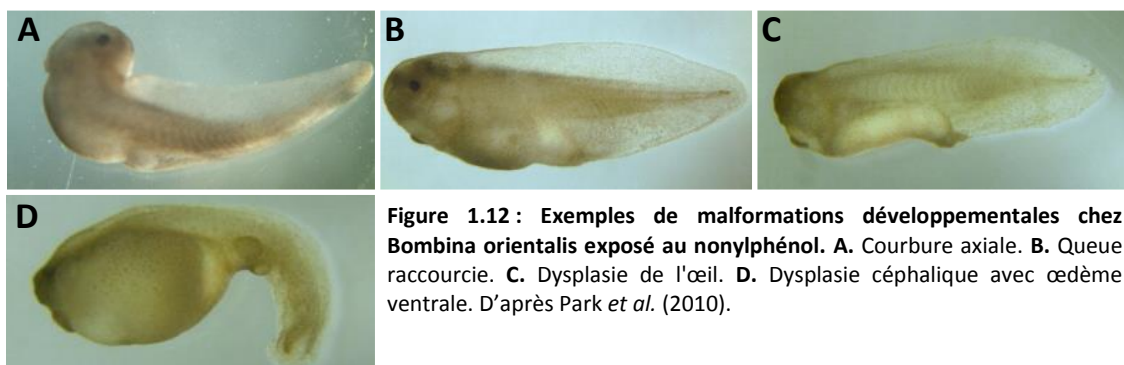 A
B
C
D
Figure 1.12 : Exemples de malformations développementales chez
Bombina orientalis exposé au nonylphénol. A. Courbure axiale. B. Queue
raccourcie. C. Dysplasie de l'œil. D. Dysplasie céphalique avec œdème
ventrale. D’après Park et al. (2010).